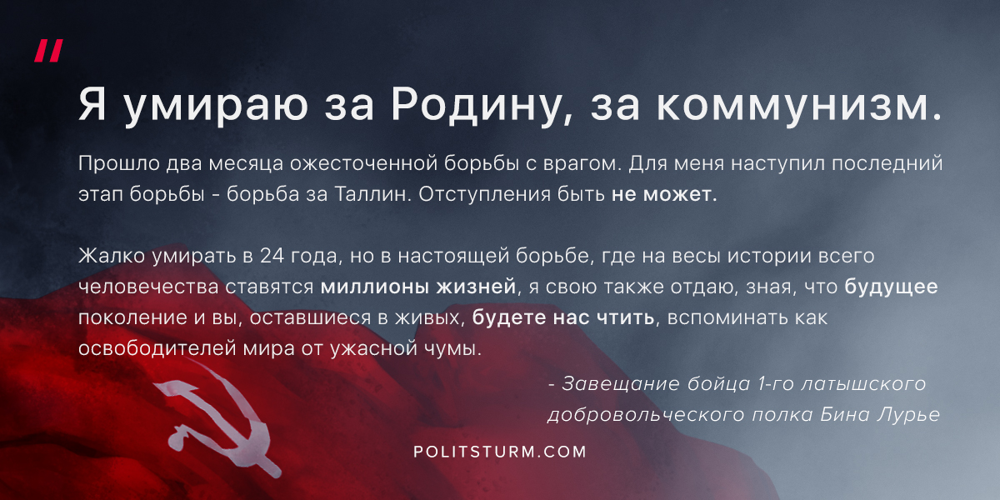 Я умираю за Родину, за коммунизм.
Прошло два месяца ожесточенной борьбы с врагом. Для меня наступил последний
этап борьбы - борьба за Таллин. Отступления быть не может.
Жалко умирать в 24 года, но в настоящей борьбе, где на весы истории всего
человечества ставятся миллионы жизней, я свою также отдаю, зная, что будущее
поколение и вы, оставшиеся в живых, будете нас чтить, вспоминать как
освободителей мира от ужасной чумы.
- Завещание бойца 1-го латышского
добровольческого полка Бина Лурье
POLITSTURM.COM